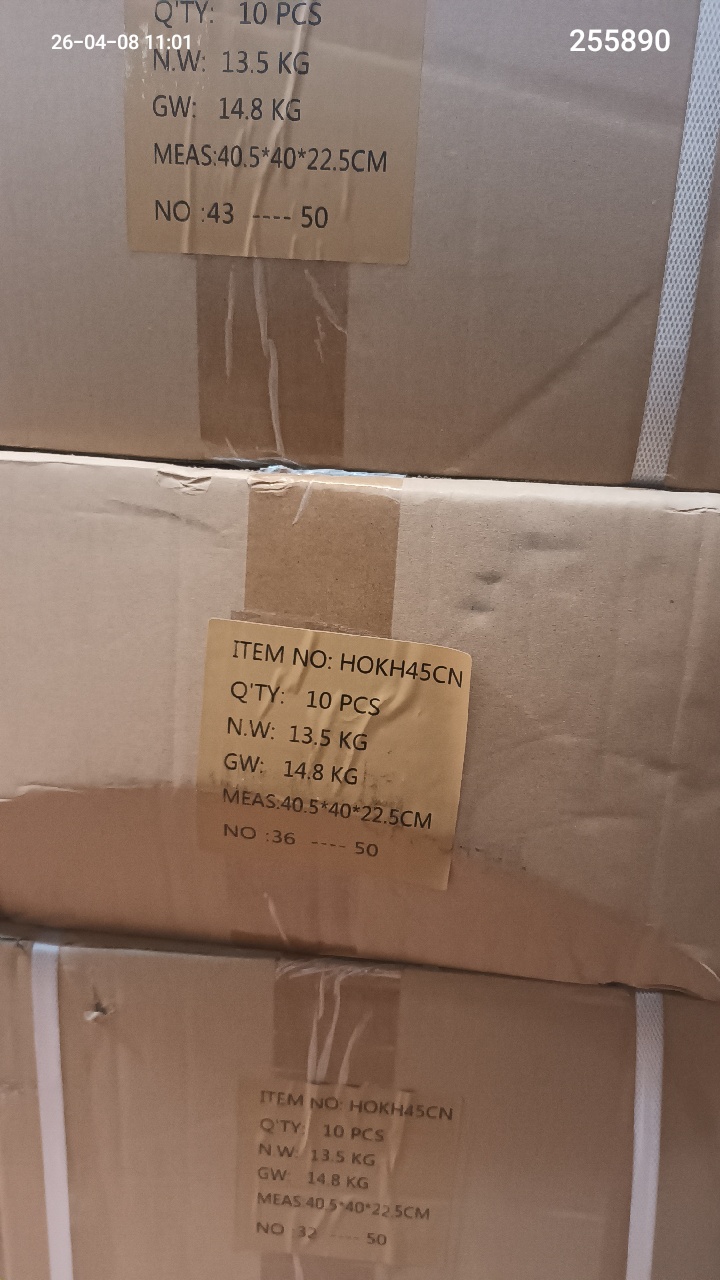 Q'TY: 10 PCS
26-04-08 11:01
255890
N.W: 13.5 KG
GW: 14.8 KG
MEAS:40.5*40*22.5CM
NO :43 ---- 50
ITEM NO: HOKH45CN
Q'TY: 10 PCS
N.W: 13.5 KG
GW: 14.8 KG
MEAS:40.5*40*22.5CM
NO :36 ---- 50
ITEM NO: HOKH45CN
Q'TY: 10 PCS
N.W: 13.5 KG
GW: 14.8 KG
MEAS:40.5*40*22.5CM
NO :32 ---- 50